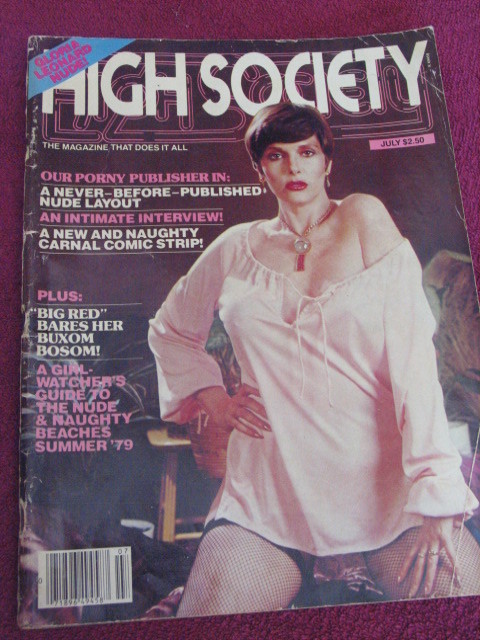 GLORIA
LEONARD
NUDE!
HIGH SOCIETY
THE MAGAZINE THAT DOES IT ALL
JULY $2.50
OUR PORNY PUBLISHER IN:
A NEVER-BEFORE-PUBLISHED
NUDE LAYOUT
AN INTIMATE INTERVIEW!
A NEW AND NAUGHTY
CARNAL COMIC STRIP!
PLUS:
"BIG RED"
BARES HER
BUXOM
BOSOM!
A GIRL-
WATCHER'S
GUIDE TO
THE NUDE
& NAUGHTY
BEACHES
SUMMER '79
07